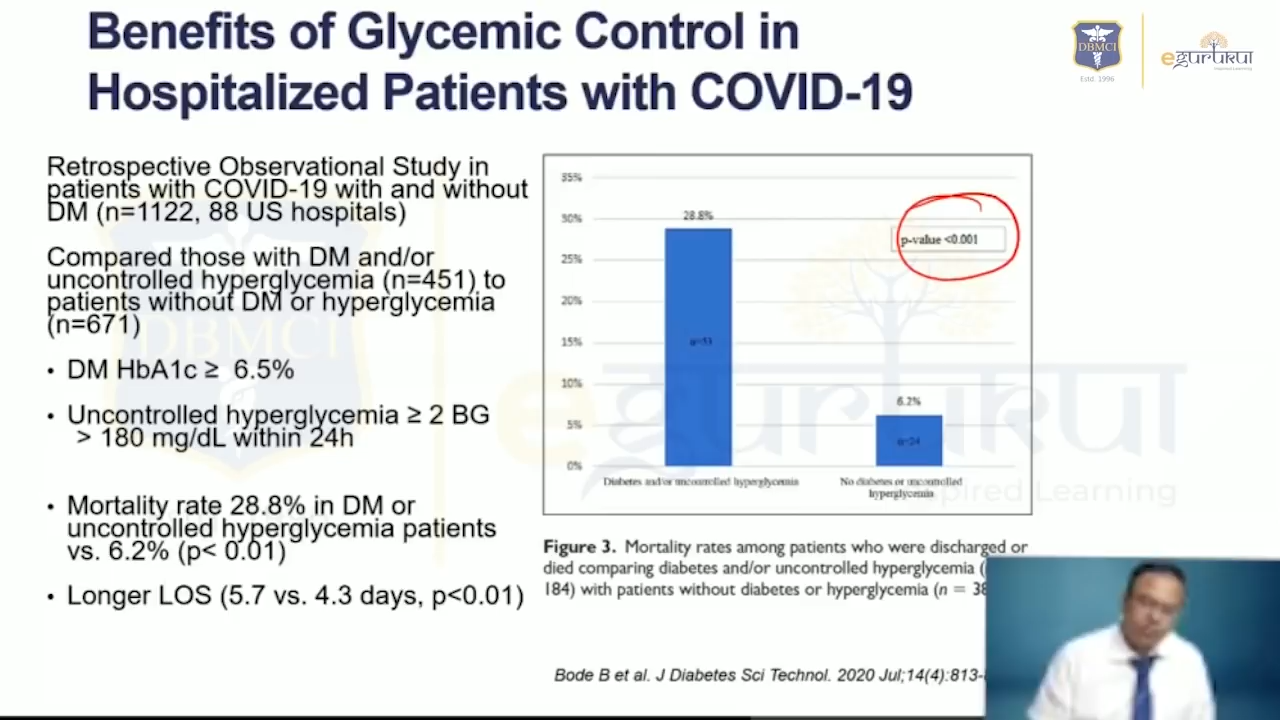 Benefits of Glycemic Control in
Hospitalized Patients with COVID-19
DBMCI
Estd. 1996
egurukul
Retrospective Observational Study in
patients with COVID-19 with and without
DM (n=1122, 88 US hospitals)
Compared those with DM and/or
uncontrolled hyperglycemia (n=451) to
patients without DM or hyperglycemia
(n=671)
• DM HbA1c ≥ 6.5%
• Uncontrolled hyperglycemia ≥ 2 BG
> 180 mg/dL within 24h
• Mortality rate 28.8% in DM or
uncontrolled hyperglycemia patients
vs. 6.2% (p< 0.01)
• Longer LOS (5.7 vs. 4.3 days, p<0.01)
35%
30%
25%
20%
15%
10%
5%
0%
28.8%
n=53
p-value <0.001
6.2%
n=24
Diabetes and/or uncontrolled hyperglycemia
No diabetes or uncontrolled
hyperglycemia
Figure 3. Mortality rates among patients who were discharged or
died comparing diabetes and/or uncontrolled hyperglycemia (
184) with patients without diabetes or hyperglycemia (n = 38
Bode B et al. J Diabetes Sci Technol. 2020 Jul;14(4):813-
DBMCI
egurukul
Inspired Learning